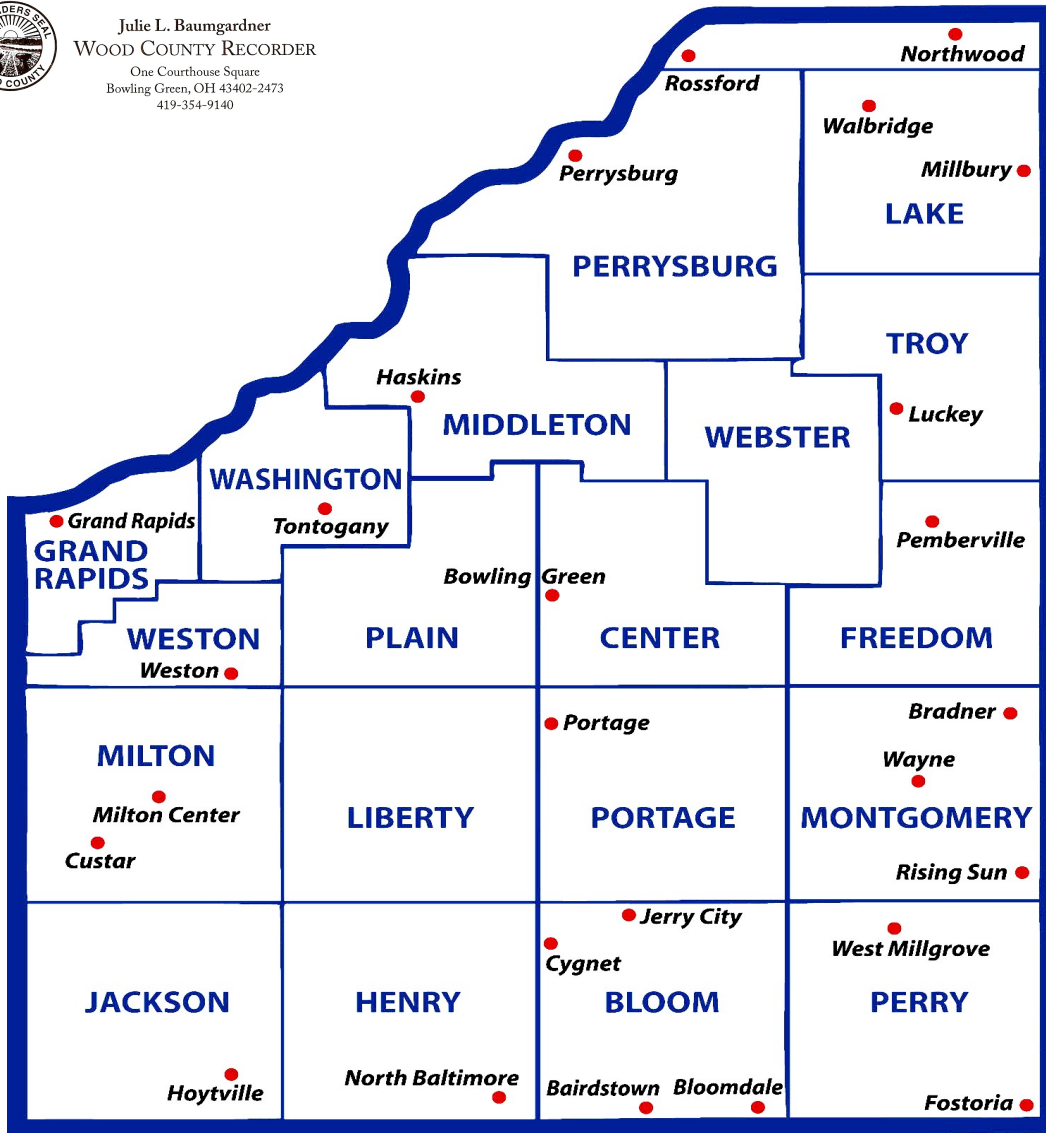 DERS SEAL
COUNTY
Julie L. Baumgardner
WOOD COUNTY RECORDER
One Courthouse Square
Bowling Green, OH 43402-2473
419-354-9140
Northwood
Rossford
Walbridge
Perrysburg
Millbury
LAKE
PERRYSBURG
TROY
Haskins
Luckey
MIDDLETON
WEBSTER
WASHINGTON
Grand Rapids
Tontogany
Pemberville
GRAND
RAPIDS
Bowling Green
WESTON
PLAIN
CENTER
FREEDOM
Weston
Bradner
Portage
MILTON
Wayne
Milton Center
LIBERTY
PORTAGE
MONTGOMERY
Custar
Rising Sun
Jerry City
West Millgrove
Cygnet
JACKSON
HENRY
BLOOM
PERRY
North Baltimore
Bairdstown
Bloomdale
Hoytville
Fostoria